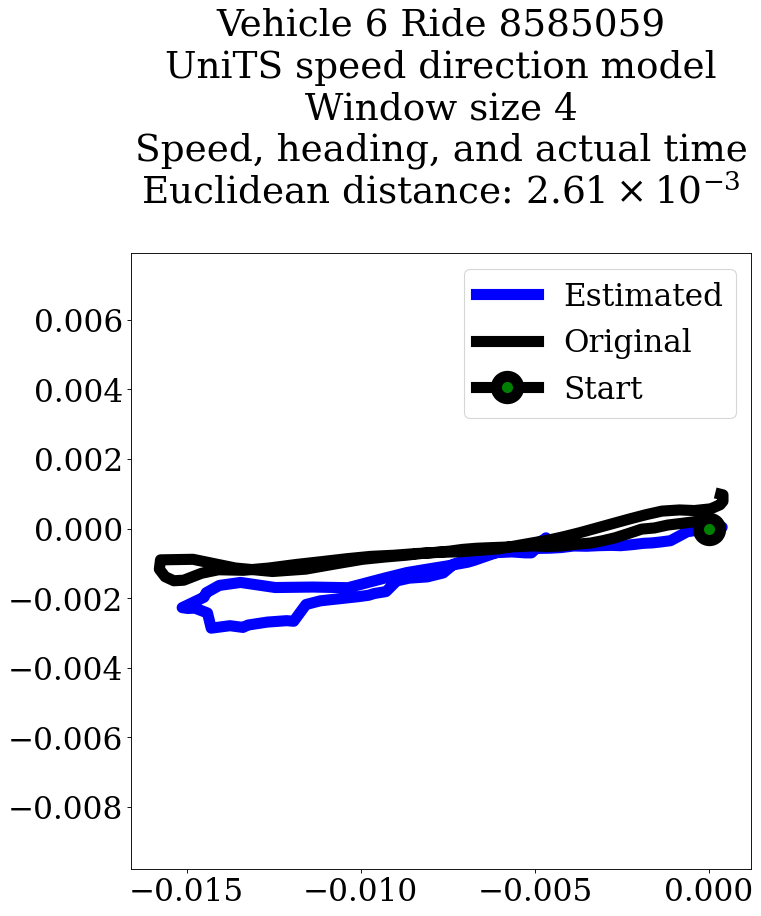 Vehicle 6 Ride 8585059
UniTS speed direction model
Window size 4
Speed, heading, and actual time
Euclidean distance: 2.61 × 10⁻³
Estimated
Original
Start
0.006
0.004
0.002
0.000
−0.002
−0.004
−0.006
−0.008
−0.015 −0.010 −0.005 0.000